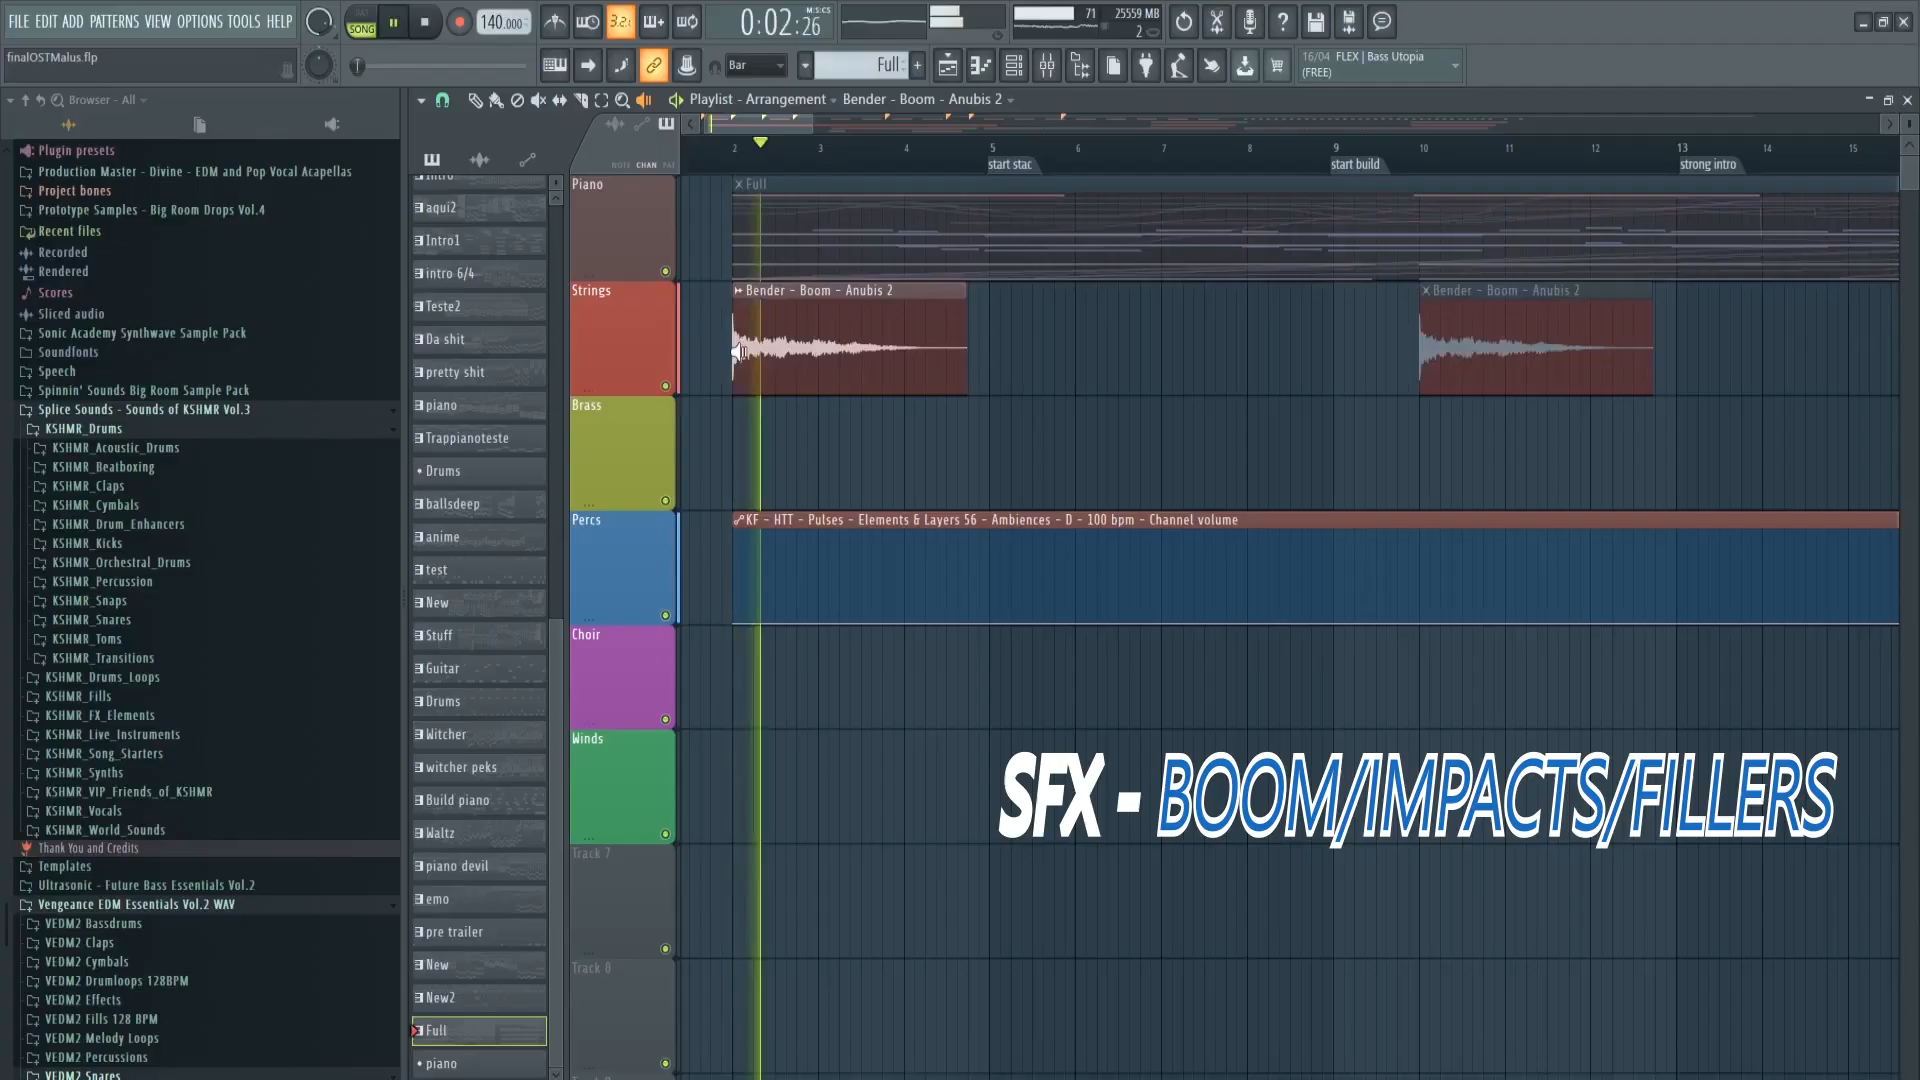 FILE EDIT ADD PATTERNS VIEW OPTIONS TOOLS HELP
PAT
SONG
140.000
3.2.1
0:02:26
M:S:CS
71
25559 MB
2
finalOSTMalus.flp
Bar
Full
16/04 FLEX | Bass Utopia
(FREE)
Browser - All
Playlist - Arrangement
Bender - Boom - Anubis 2
NOTE CHAN PAT
2 3 4 5 6 7 8 9 10 11 12 13 14 15
start stac
start build
strong intro
Plugin presets
Production Master - Divine - EDM and Pop Vocal Acapellas
Project bones
Prototype Samples - Big Room Drops Vol.4
Recent files
Recorded
Rendered
Scores
Sliced audio
Sonic Academy Synthwave Sample Pack
Soundfonts
Speech
Spinnin' Sounds Big Room Sample Pack
Splice Sounds - Sounds of KSHMR Vol.3
KSHMR_Drums
KSHMR_Acoustic_Drums
KSHMR_Beatboxing
KSHMR_Claps
KSHMR_Cymbals
KSHMR_Drum_Enhancers
KSHMR_Kicks
KSHMR_Orchestral_Drums
KSHMR_Percussion
KSHMR_Snaps
KSHMR_Snares
KSHMR_Toms
KSHMR_Transitions
KSHMR_Drums_Loops
KSHMR_Fills
KSHMR_FX_Elements
KSHMR_Live_Instruments
KSHMR_Song_Starters
KSHMR_Synths
KSHMR_VIP_Friends_of_KSHMR
KSHMR_Vocals
KSHMR_World_Sounds
Thank You and Credits
Templates
Ultrasonic - Future Bass Essentials Vol.2
Vengeance EDM Essentials Vol.2 WAV
VEDM2 Bassdrums
VEDM2 Claps
VEDM2 Cymbals
VEDM2 Drumloops 128BPM
VEDM2 Effects
VEDM2 Fills 128 BPM
VEDM2 Melody Loops
VEDM2 Percussions
VEDM2 Snares
Intro
aqui2
Intro1
intro 6/4
Teste2
Da shit
pretty shit
piano
Trappianoteste
Drums
ballsdeep
anime
test
New
Stuff
Guitar
Drums
Witcher
witcher peks
Build piano
Waltz
piano devil
emo
pre trailer
New
New2
Full
piano
Piano
Full
Strings
Bender - Boom - Anubis 2
Bender - Boom - Anubis 2
Brass
Percs
KF - HTT - Pulses - Elements & Layers 56 - Ambiences - D - 100 bpm - Channel volume
Choir
Winds
SFX - BOOM/IMPACTS/FILLERS
Track 7
Track 8